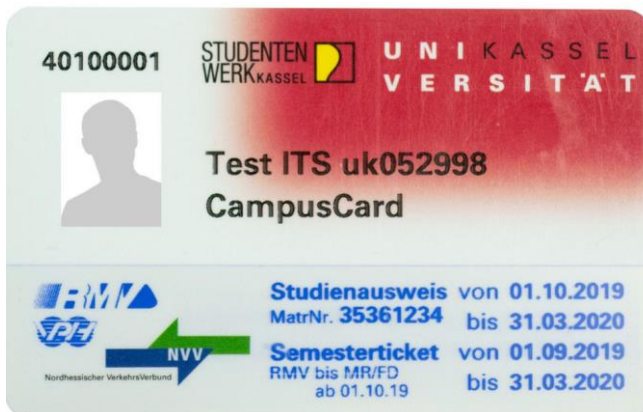 40100001
STUDENTEN
WERK KASSEL
UNIKASSEL
VERSITÄT
Test ITS uk052998
CampusCard
RMV
VPH
NVV
Nordhessischer VerkehrsVerbund
Studienausweis von 01.10.2019
MatrNr. 35361234 bis 31.03.2020
Semesterticket von 01.09.2019
RMV bis MR/FD
ab 01.10.19 bis 31.03.2020